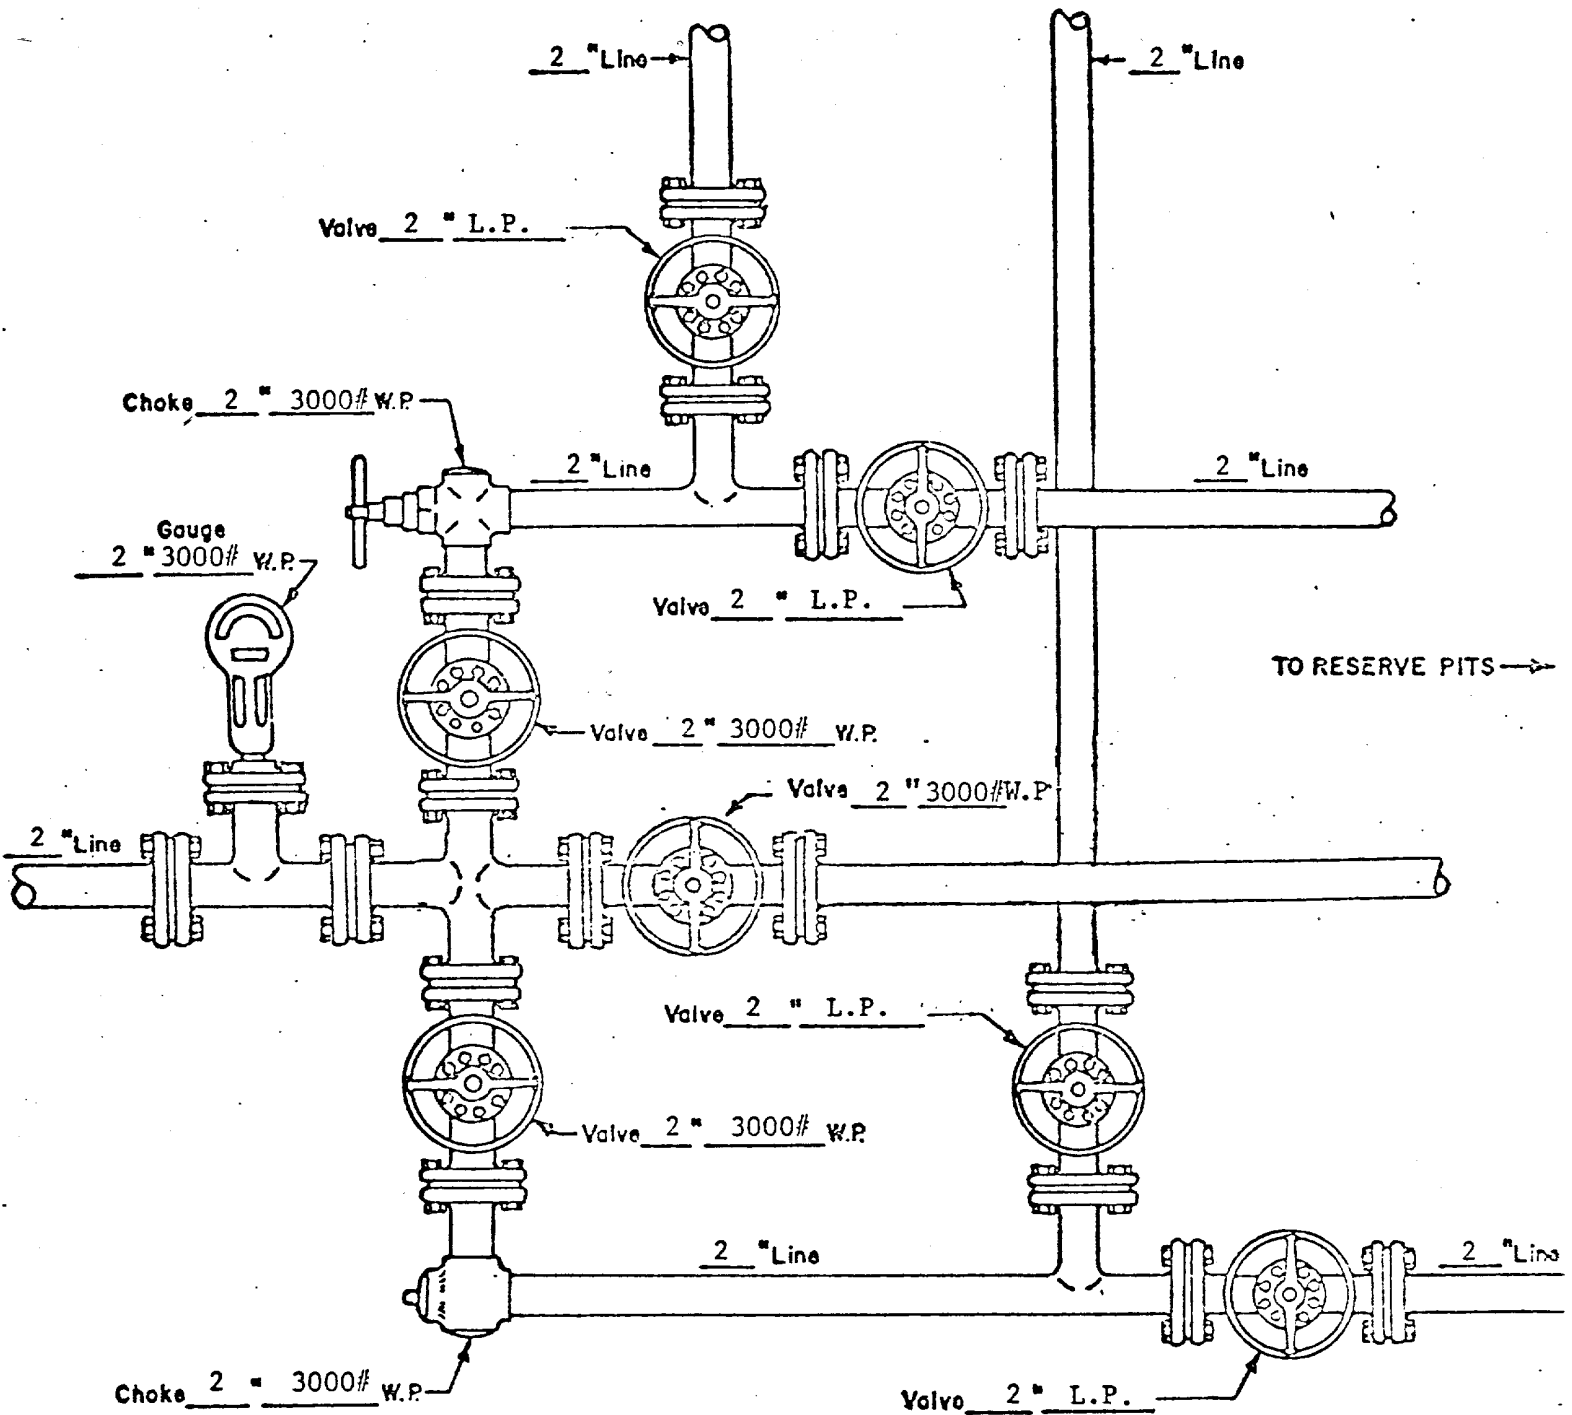 2 "Line
2 "Line
Valve 2 " L.P.
Choke 2 " 3000# W.P.
2 "Line
2 "Line
Gauge
2 " 3000# W.P.
Valve 2 " L.P.
TO RESERVE PITS
Valve 2 " 3000# W.P.
Valve 2 " 3000# W.P
2 "Line
Valve 2 " L.P.
Valve 2 " 3000# W.P.
2 "Line
2 "Line
Choke 2 " 3000# W.P.
Valve 2 " L.P.